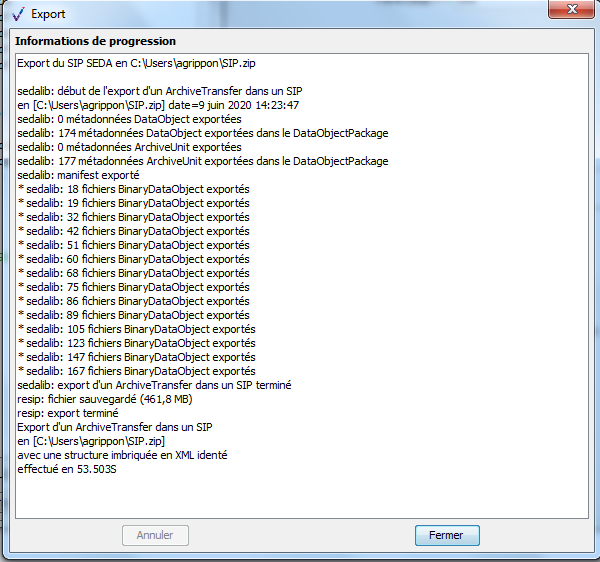 Export
Informations de progression
Export du SIP SEDA en C:\Users\agrippon\SIP.zip
sedalib: début de l'export d'un ArchiveTransfer dans un SIP
en [C:\Users\agrippon\SIP.zip] date=9 juin 2020 14:23:47
sedalib: 0 métadonnées DataObject exportées
sedalib: 174 métadonnées DataObject exportées dans le DataObjectPackage
sedalib: 0 métadonnées ArchiveUnit exportées
sedalib: 177 métadonnées ArchiveUnit exportées dans le DataObjectPackage
sedalib: manifest exporté
* sedalib: 18 fichiers BinaryDataObject exportés
* sedalib: 19 fichiers BinaryDataObject exportés
* sedalib: 32 fichiers BinaryDataObject exportés
* sedalib: 42 fichiers BinaryDataObject exportés
* sedalib: 51 fichiers BinaryDataObject exportés
* sedalib: 60 fichiers BinaryDataObject exportés
* sedalib: 68 fichiers BinaryDataObject exportés
* sedalib: 75 fichiers BinaryDataObject exportés
* sedalib: 86 fichiers BinaryDataObject exportés
* sedalib: 89 fichiers BinaryDataObject exportés
* sedalib: 105 fichiers BinaryDataObject exportés
* sedalib: 123 fichiers BinaryDataObject exportés
* sedalib: 147 fichiers BinaryDataObject exportés
* sedalib: 167 fichiers BinaryDataObject exportés
sedalib: export d'un ArchiveTransfer dans un SIP terminé
resip: fichier sauvegardé (461,8 MB)
resip: export terminé
Export d'un ArchiveTransfer dans un SIP
en [C:\Users\agrippon\SIP.zip]
avec une structure imbriquée en XML identé
effectué en 53.503S
Annuler
Fermer